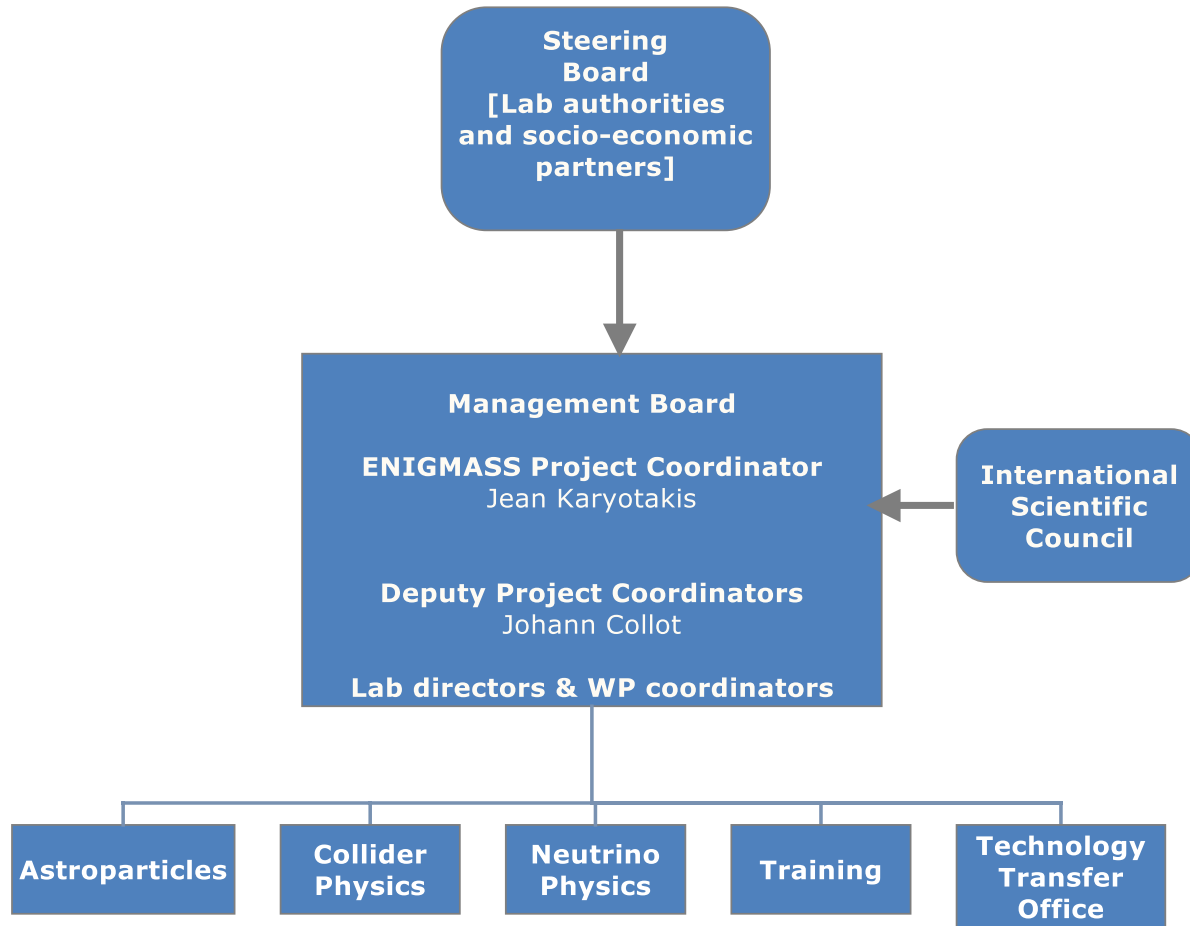 Steering
Board
[Lab authorities
and socio-economic
partners]
Management Board
ENIGMASS Project Coordinator
Jean Karyotakis
Deputy Project Coordinators
Johann Collot
Lab directors & WP coordinators
International
Scientific
Council
Astroparticles
Collider
Physics
Neutrino
Physics
Training
Technology
Transfer
Office